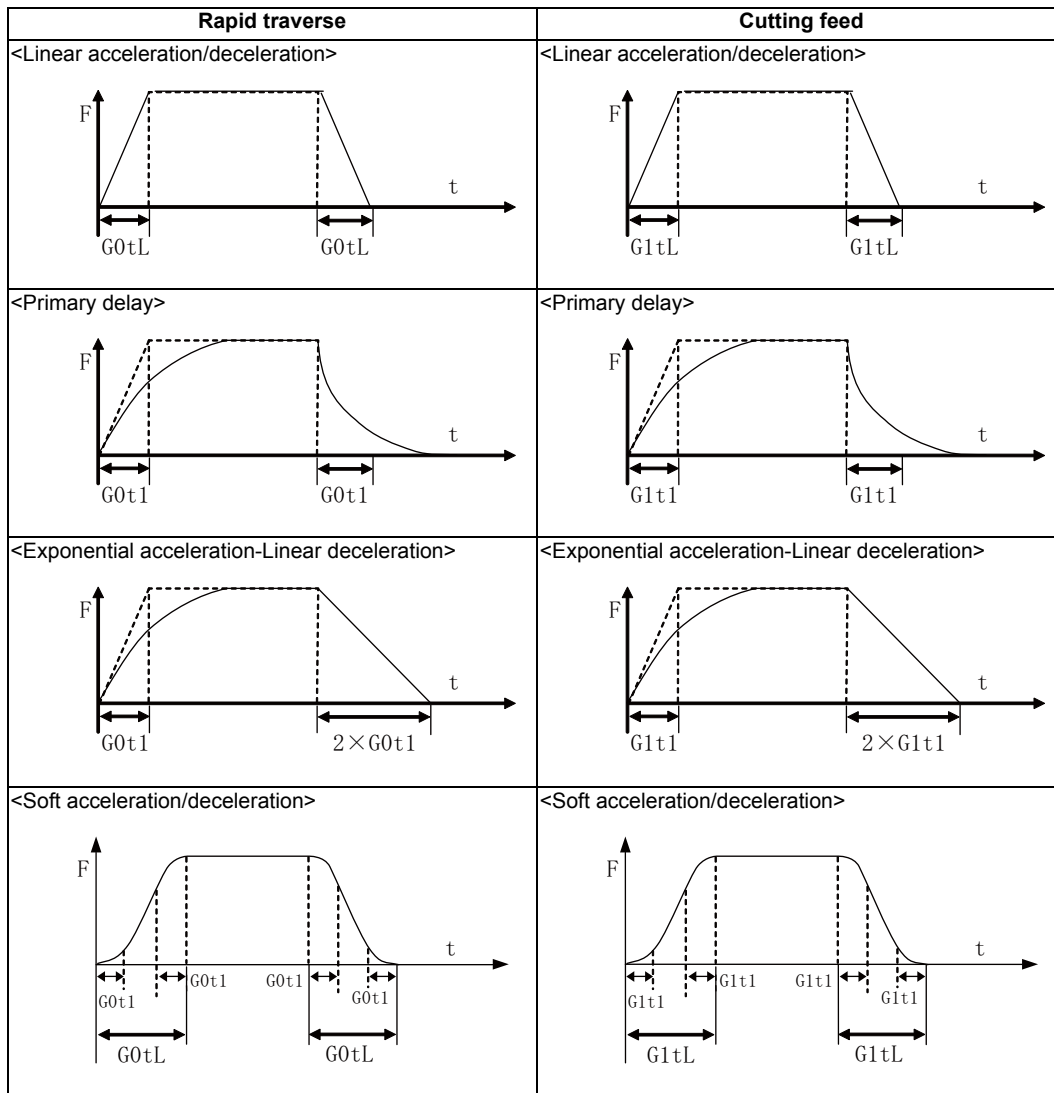 Rapid traverse
Cutting feed
<Linear acceleration/deceleration>
F
t
G0tL
G0tL
<Linear acceleration/deceleration>
F
t
G1tL
G1tL
<Primary delay>
F
t
G0t1
G0t1
<Primary delay>
F
t
G1t1
G1t1
<Exponential acceleration-Linear deceleration>
F
t
G0t1
2×G0t1
<Exponential acceleration-Linear deceleration>
F
t
G1t1
2×G1t1
<Soft acceleration/deceleration>
F
t
G0t1
G0t1
G0t1
G0t1
G0tL
G0tL
<Soft acceleration/deceleration>
F
t
G1t1
G1t1
G1t1
G1t1
G1tL
G1tL